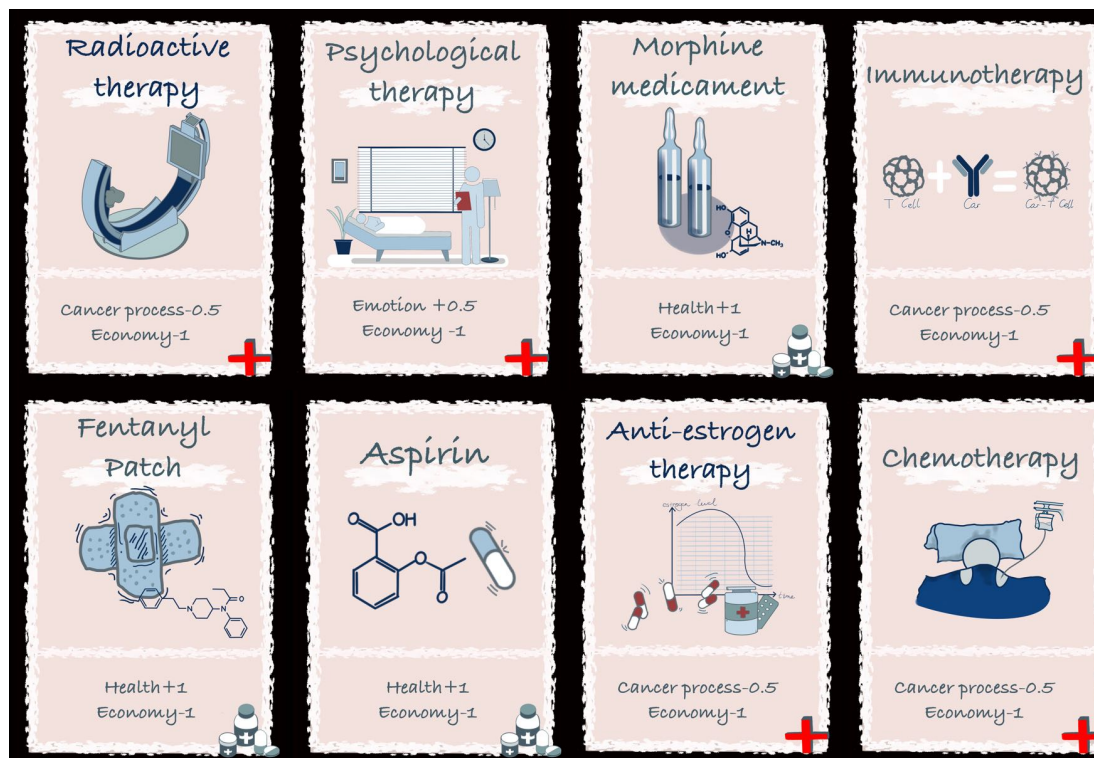 Radioactive
therapy
Cancer process-0.5
Economy-1
Psychological
therapy
Emotion +0.5
Economy -1
Morphine
medicament
HO
O
H
N-CH₃
HO
Health+1
Economy-1
Immunotherapy
T Cell
Car
Car-T Cell
Cancer process-0.5
Economy-1
Fentanyl
Patch
O
N
N
Health+1
Economy-1
Aspirin
O
OH
O
O
Health+1
Economy-1
Anti-estrogen
therapy
estrogen level
time
Cancer process-0.5
Economy-1
Chemotherapy
Cancer process-0.5
Economy-1